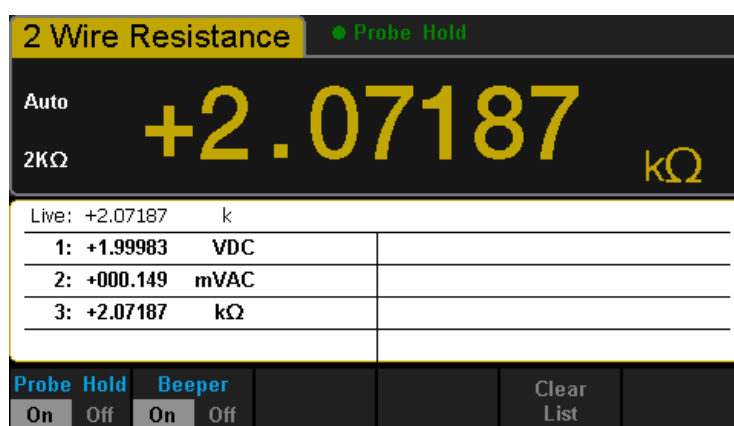 2 Wire Resistance
Probe Hold
Auto
+2.07187
2KΩ
kΩ
Live: +2.07187 k
1: +1.99983 VDC
2: +000.149 mVAC
3: +2.07187 kΩ
Probe Hold Beeper
Clear
On Off On Off
List